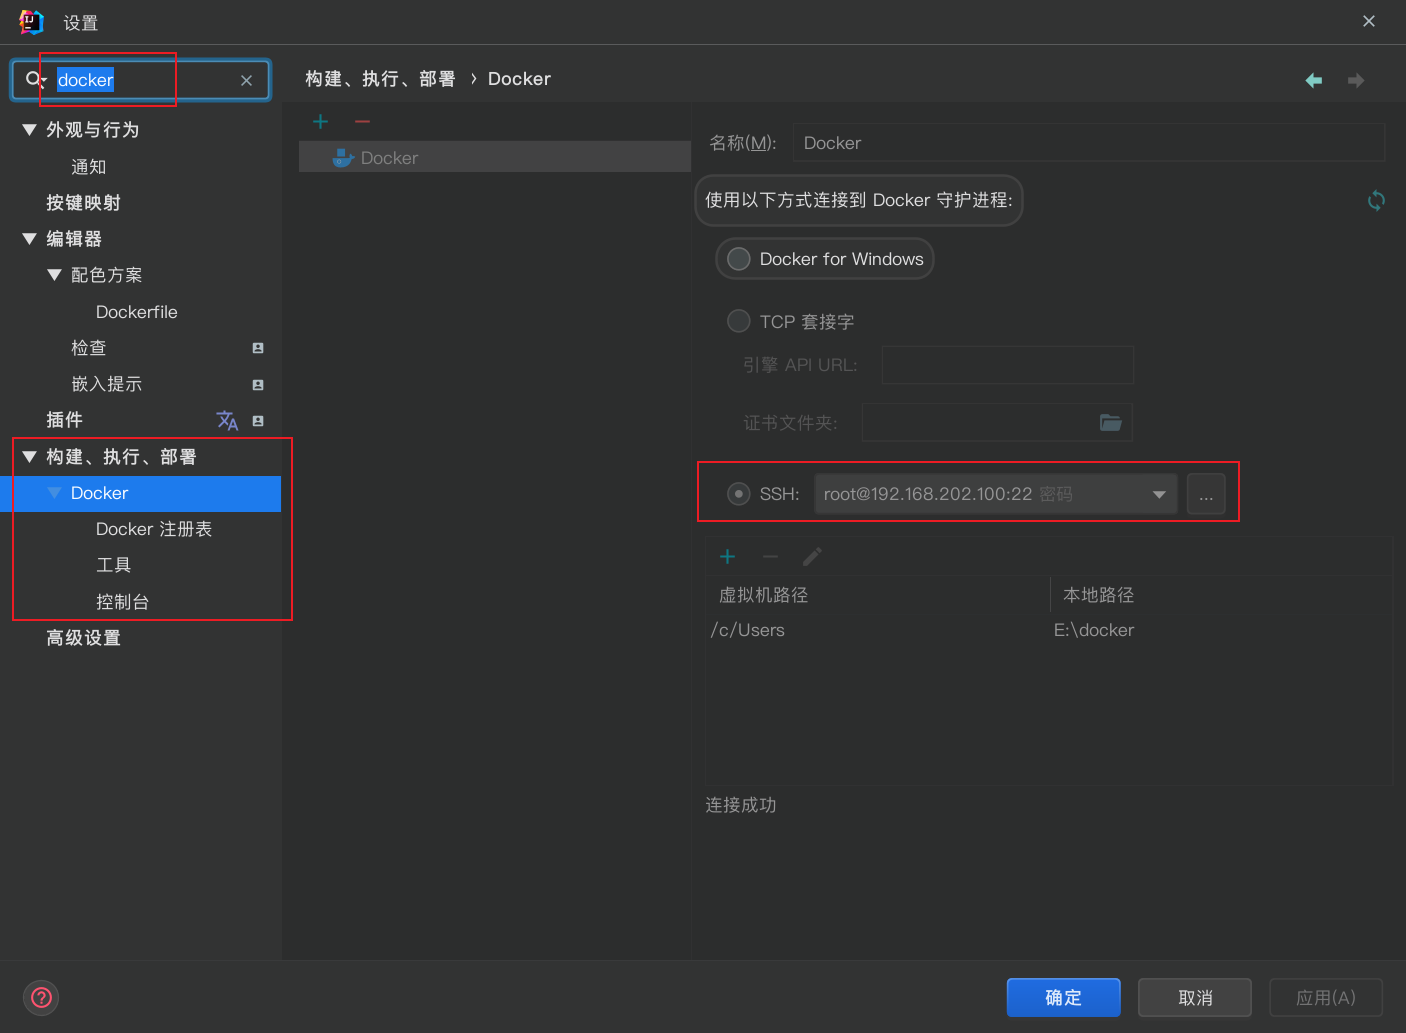 设置
docker
外观与行为
通知
按键映射
编辑器
配色方案
Dockerfile
检查
嵌入提示
插件
构建、执行、部署
Docker
Docker 注册表
工具
控制台
高级设置
构建、执行、部署 › Docker
Docker
名称(M): Docker
使用以下方式连接到 Docker 守护进程:
Docker for Windows
TCP 套接字
引擎 API URL:
证书文件夹:
SSH: root@192.168.202.100:22 密码 ...
虚拟机路径 本地路径
/c/Users E:\docker
连接成功
确定 取消 应用(A)